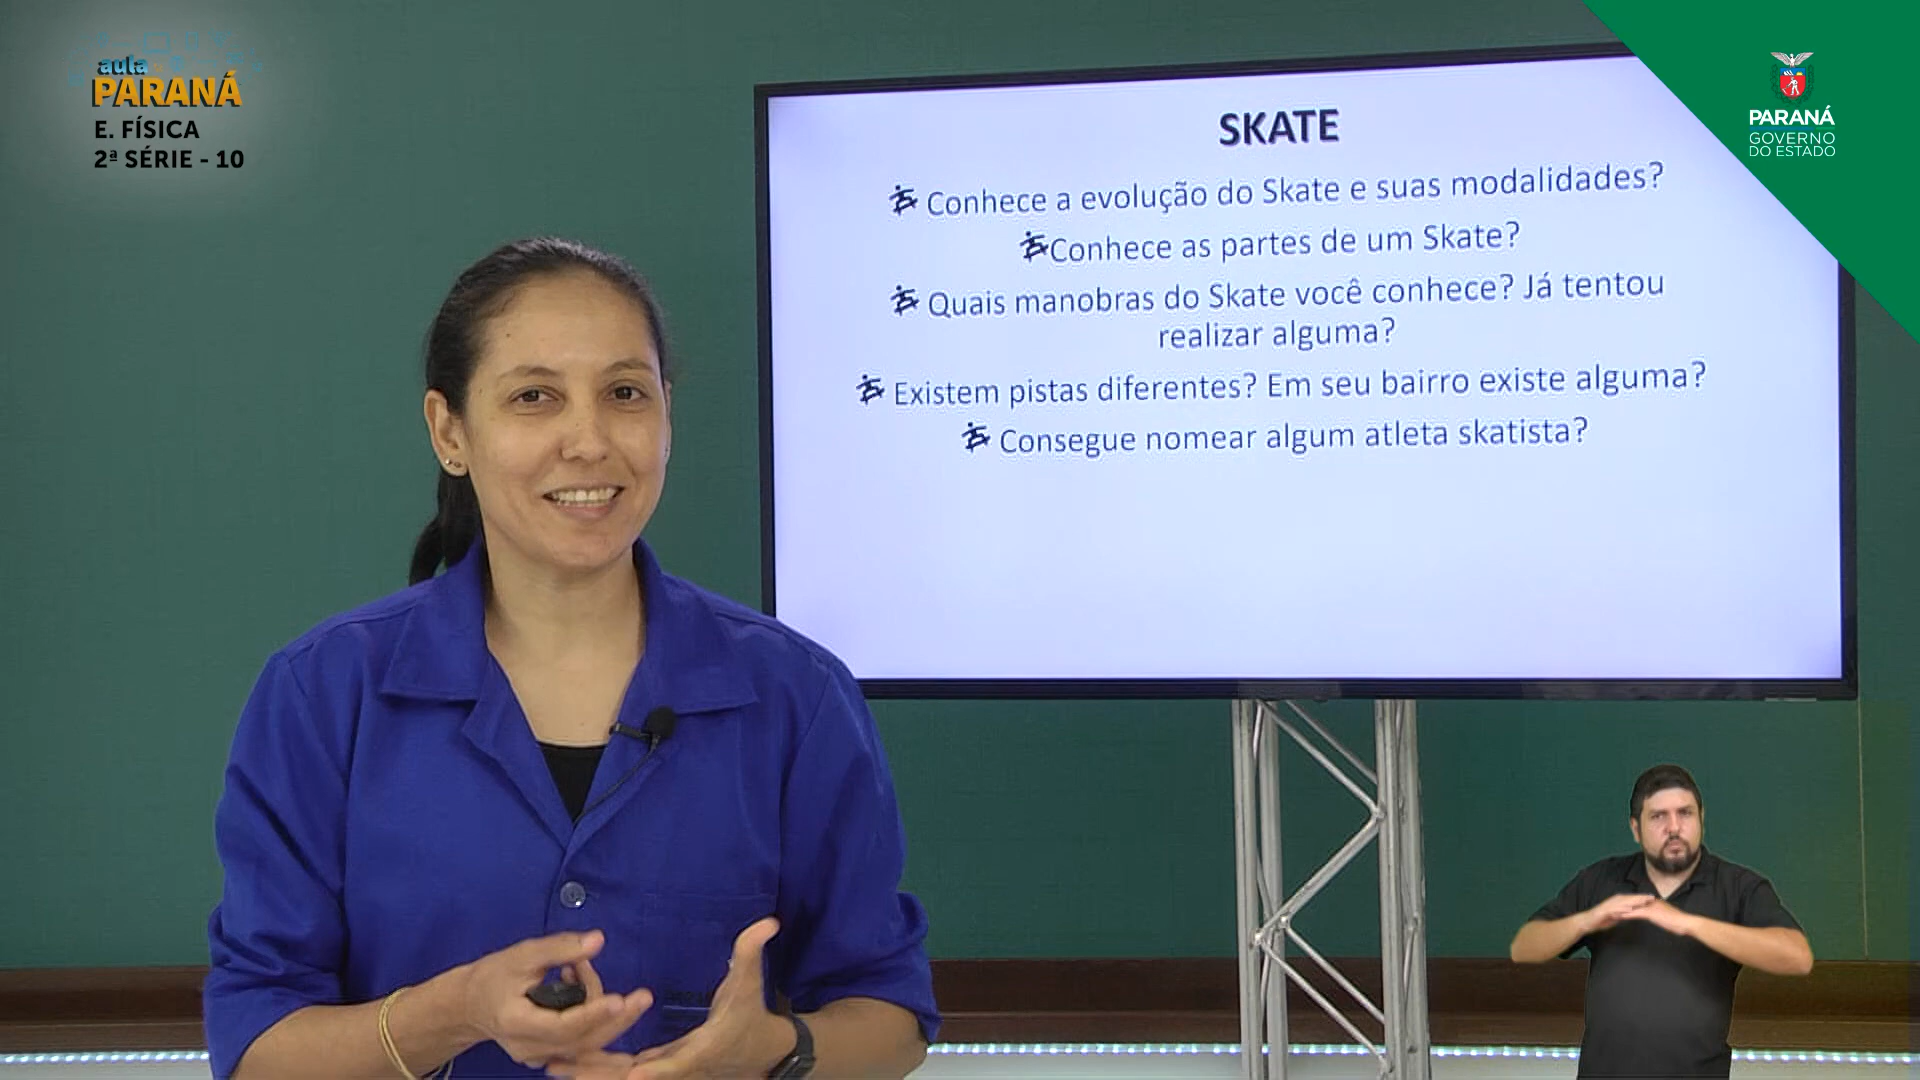 aula
PARANÁ
E. FÍSICA
2ª SÉRIE - 10
SKATE
Conhece a evolução do Skate e suas modalidades?
Conhece as partes de um Skate?
Quais manobras do Skate você conhece? Já tentou
realizar alguma?
Existem pistas diferentes? Em seu bairro existe alguma?
Consegue nomear algum atleta skatista?
PARANÁ
GOVERNO
DO ESTADO